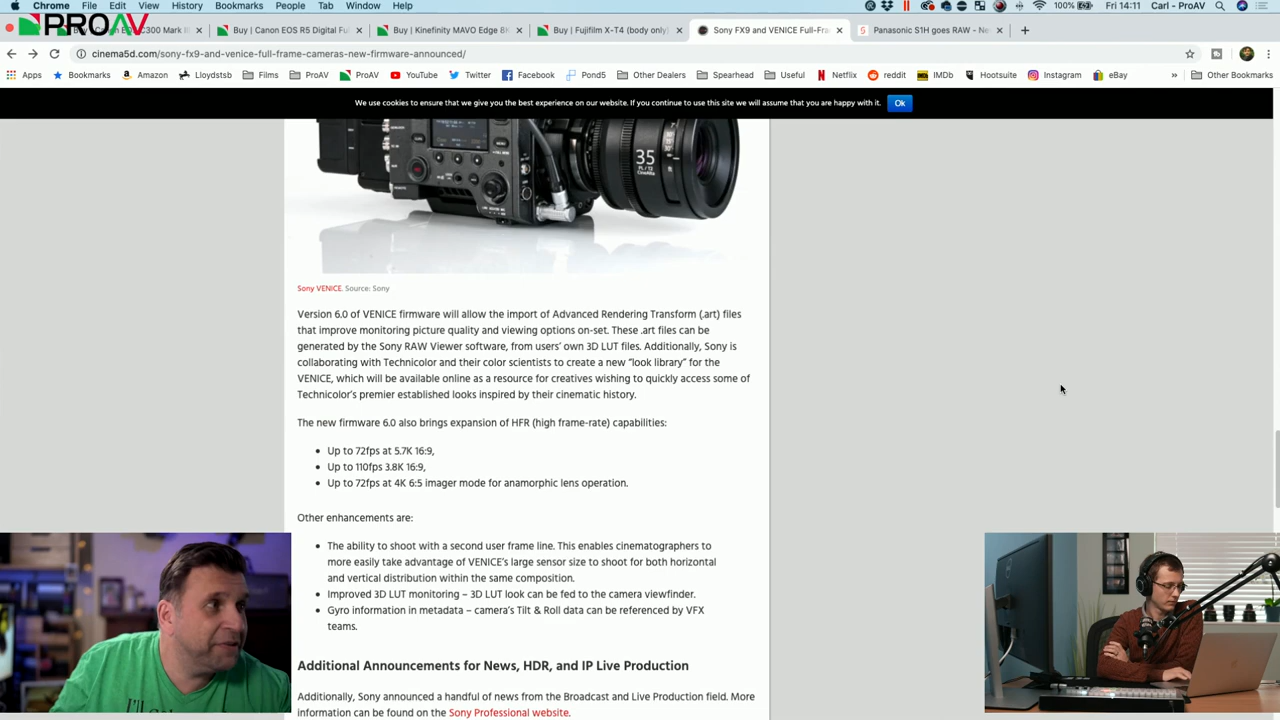 Chrome File Edit View History Bookmarks People Tab Window Help 100% Fri 14:11 Carl - ProAV
PROAV
C300 Mark II
Buy | Canon EOS R5 Digital Ful
Buy | Kinefinity MAVO Edge 8K
Buy | Fujifilm X-T4 (body only)
Sony FX9 and VENICE Full-Fra
Panasonic S1H goes RAW - Ne
cinema5d.com/sony-fx9-and-venice-full-frame-cameras-new-firmware-announced/
Apps Bookmarks Amazon Lloydstsb Films ProAV ProAV YouTube Twitter Facebook Pond5 Other Dealers Spearhead Useful Netflix reddit IMDb Hootsuite Instagram eBay » Other Bookmarks
We use cookies to ensure that we give you the best experience on our website. If you continue to use this site we will assume that you are happy with it. Ok
35
Sony VENICE. Source: Sony
Version 6.0 of VENICE firmware will allow the import of Advanced Rendering Transform (.art) files
that improve monitoring picture quality and viewing options on-set. These .art files can be
generated by the Sony RAW Viewer software, from users' own 3D LUT files. Additionally, Sony is
collaborating with Technicolor and their color scientists to create a new "look library" for the
VENICE, which will be available online as a resource for creatives wishing to quickly access some of
Technicolor's premier established looks inspired by their cinematic history.
The new firmware 6.0 also brings expansion of HFR (high frame-rate) capabilities:
• Up to 72fps at 5.7K 16:9,
• Up to 110fps 3.8K 16:9,
• Up to 72fps at 4K 6:5 imager mode for anamorphic lens operation.
Other enhancements are:
• The ability to shoot with a second user frame line. This enables cinematographers to
more easily take advantage of VENICE's large sensor size to shoot for both horizontal
and vertical distribution within the same composition.
• Improved 3D LUT monitoring – 3D LUT look can be fed to the camera viewfinder.
• Gyro information in metadata – camera's Tilt & Roll data can be referenced by VFX
teams.
Additional Announcements for News, HDR, and IP Live Production
Additionally, Sony announced a handful of news from the Broadcast and Live Production field. More
information can be found on the Sony Professional website.
I'll